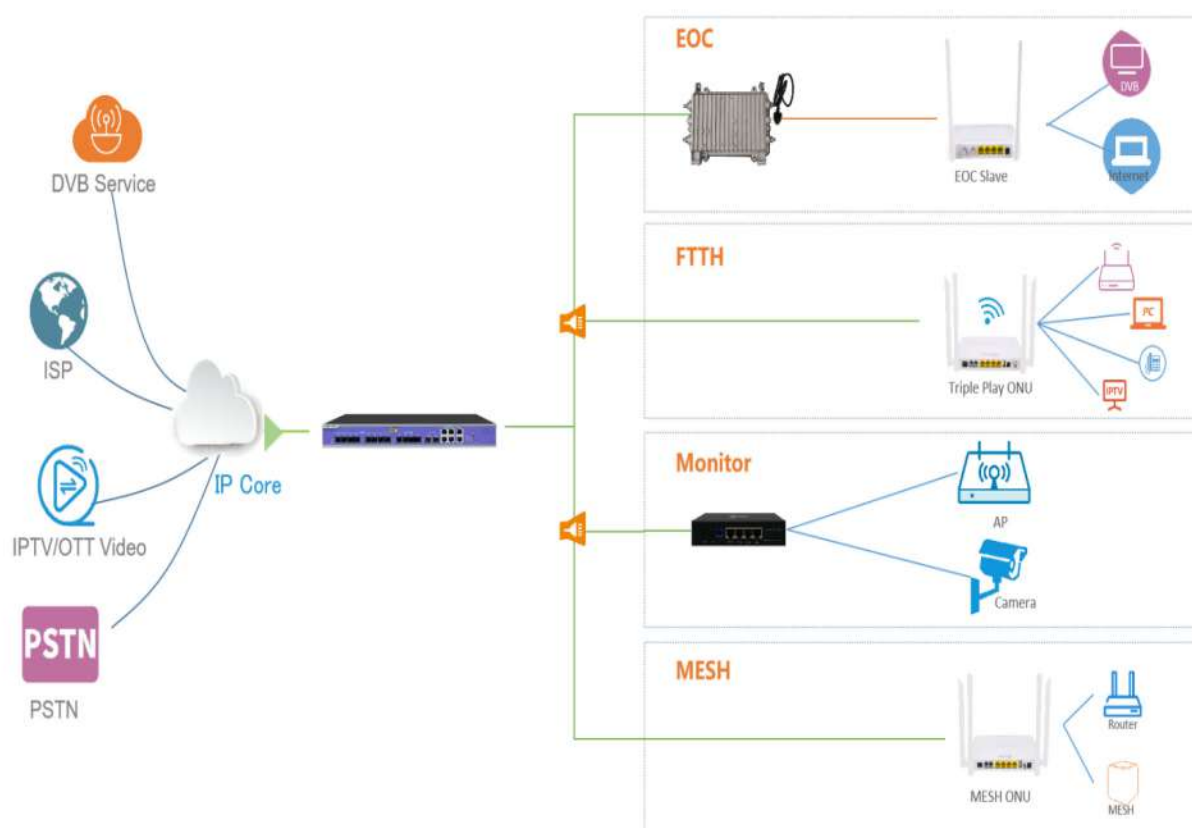 EOC
DVB
DVB Service
EOC Slave
Internet
FTTH
ISP
PC
Triple Play ONU
IPTV
IP Core
Monitor
AP
IPTV/OTT Video
Camera
PSTN
PSTN
MESH
Router
MESH ONU
MESH